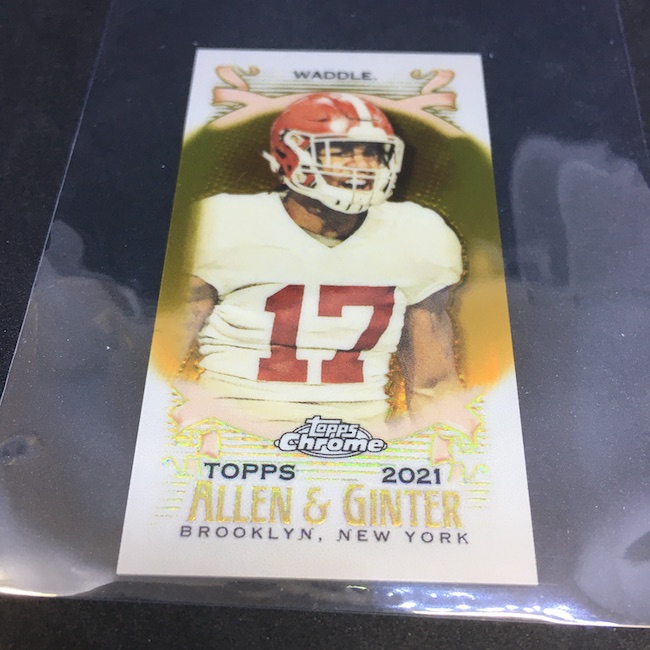 WADDLE.
17
Topps
Chrome
TOPPS 2021
ALLEN & GINTER
BROOKLYN, NEW YORK